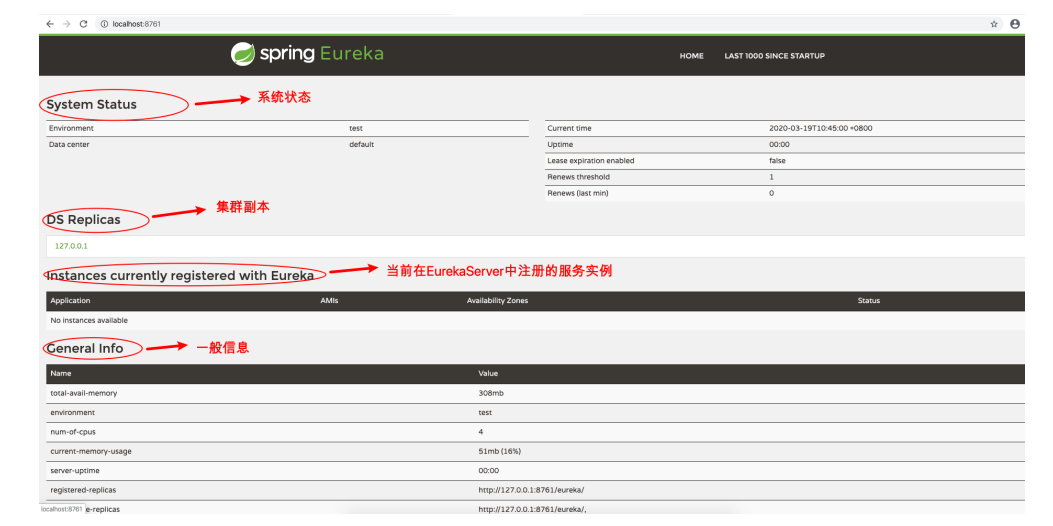 localhost:8761
spring Eureka
HOME LAST 1000 SINCE STARTUP
System Status
系统状态
Environment test
Data center default
Current time 2020-03-19T10:45:00 +0800
Uptime 00:00
Lease expiration enabled false
Renews threshold 1
Renews (last min) 0
DS Replicas
集群副本
127.0.0.1
Instances currently registered with Eureka
当前在EurekaServer中注册的服务实例
Application AMIs Availability Zones Status
No instances available
General Info
一般信息
Name Value
total-avail-memory 308mb
environment test
num-of-cpus 4
current-memory-usage 51mb (16%)
server-uptime 00:00
registered-replicas http://127.0.0.1:8761/eureka/
localhost:8761 e-replicas http://127.0.0.1:8761/eureka/,